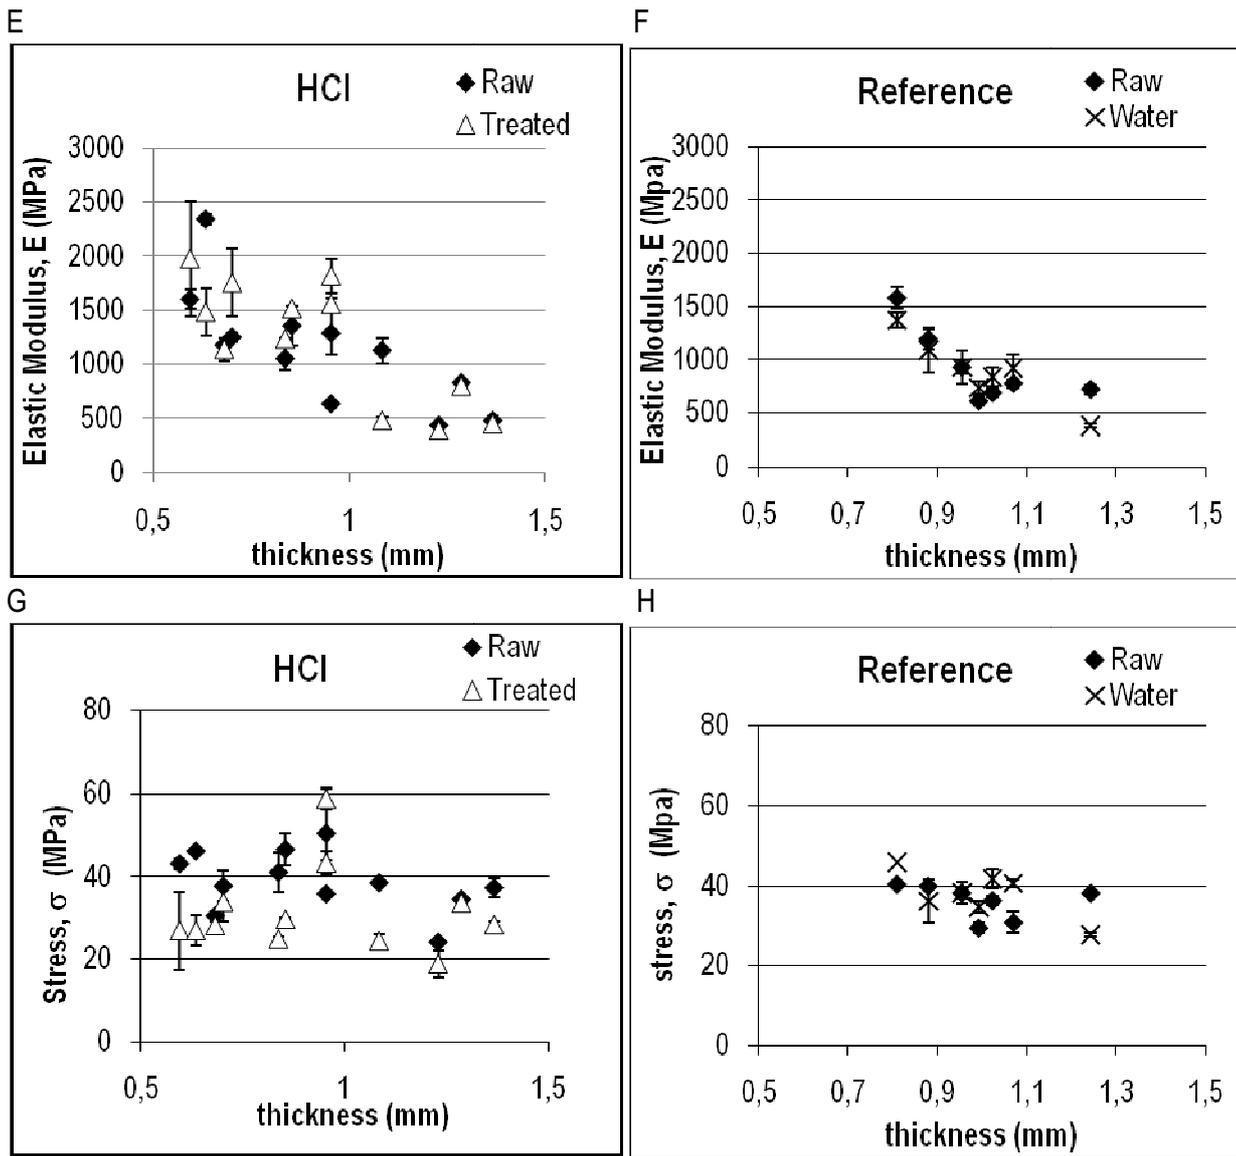 E
HCl
Raw
Treated
Elastic Modulus, E (MPa)
3000
2500
2000
1500
1000
500
0
0,5 1 1,5
thickness (mm)
F
Reference
Raw
Water
Elastic Modulus, E (Mpa)
3000
2500
2000
1500
1000
500
0
0,5 0,7 0,9 1,1 1,3 1,5
thickness (mm)
G
HCl
Raw
Treated
Stress, σ (MPa)
80
60
40
20
0
0,5 1 1,5
thickness (mm)
H
Reference
Raw
Water
stress, σ (Mpa)
80
60
40
20
0
0,5 0,7 0,9 1,1 1,3 1,5
thickness (mm)